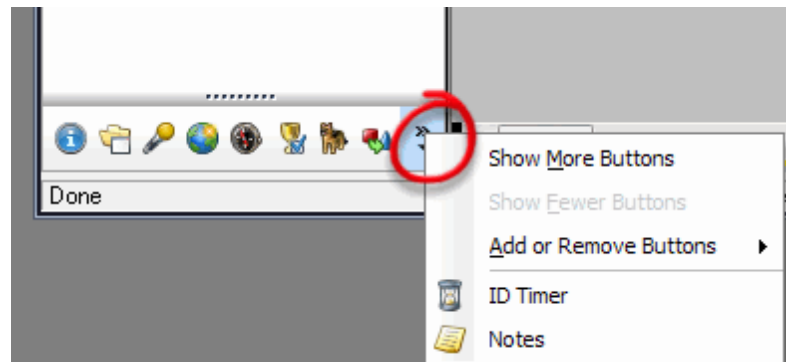 Done
Show More Buttons
Show Fewer Buttons
Add or Remove Buttons
ID Timer
Notes